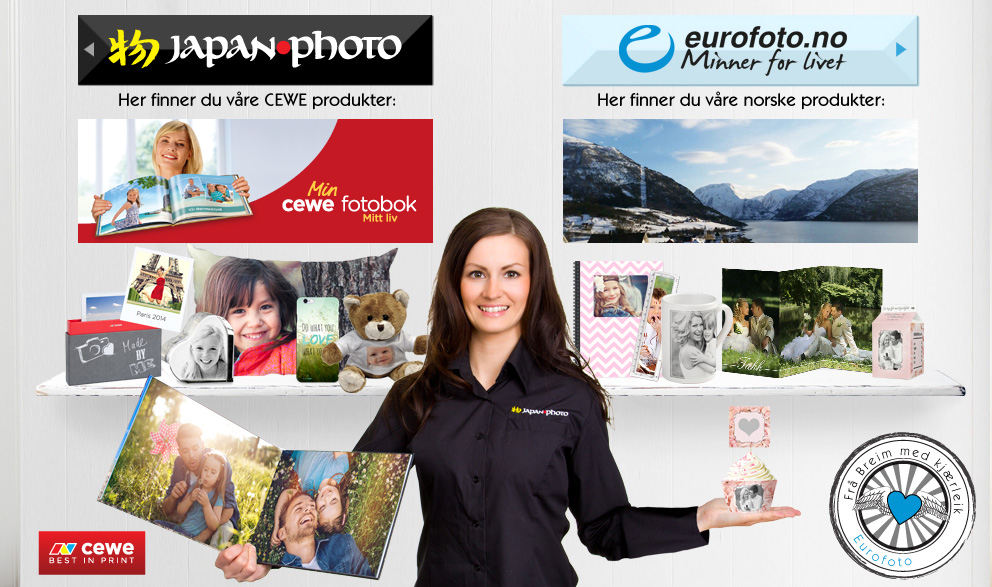 物 JAPAN•PHOTO
eurofoto.no
Minner for livet
Her finner du våre CEWE produkter:
Her finner du våre norske produkter:
Min
cewe fotobok
Mitt liv
Paris 2014
Made
BY
ME
DO WHAT YOU
LOVE
Takk
物 JAPAN•PHOTO
Frå Breim med kjærleik
Eurofoto
cewe
BEST IN PRINT